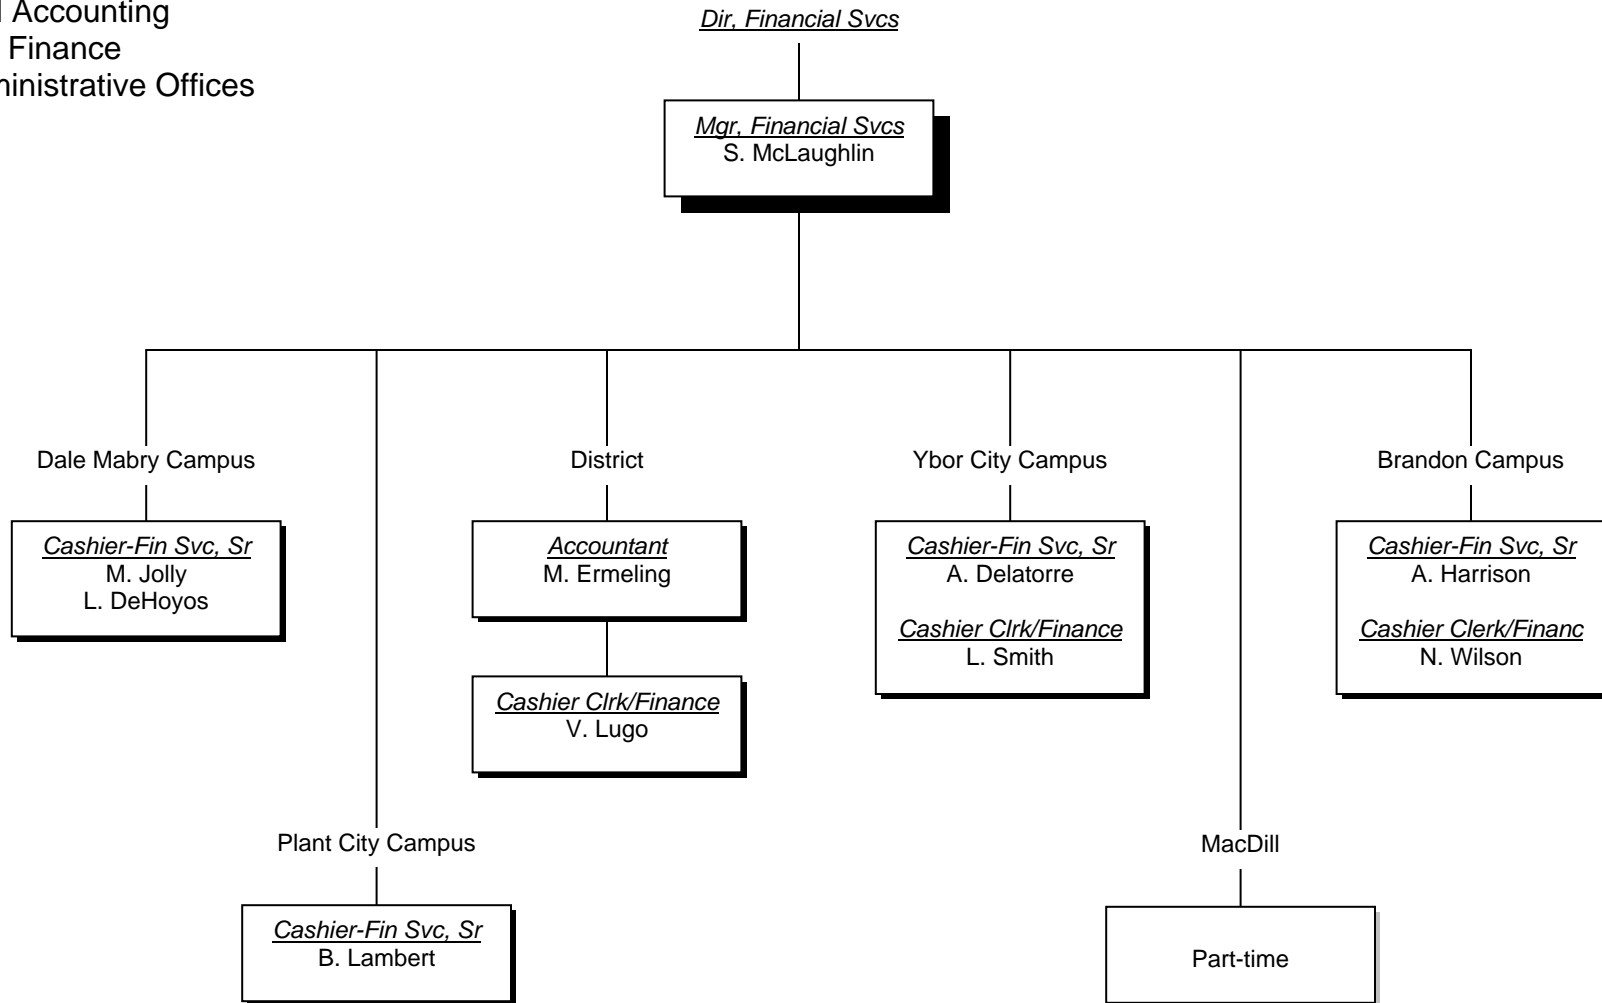 Accounting
Finance
Administrative Offices
Dir, Financial Svcs
Mgr, Financial Svcs
S. McLaughlin
Dale Mabry Campus
Cashier-Fin Svc, Sr
M. Jolly
L. DeHoyos
District
Accountant
M. Ermeling
Cashier Clrk/Finance
V. Lugo
Ybor City Campus
Cashier-Fin Svc, Sr
A. Delatorre
Cashier Clrk/Finance
L. Smith
Brandon Campus
Cashier-Fin Svc, Sr
A. Harrison
Cashier Clerk/Financ
N. Wilson
Plant City Campus
Cashier-Fin Svc, Sr
B. Lambert
MacDill
Part-time